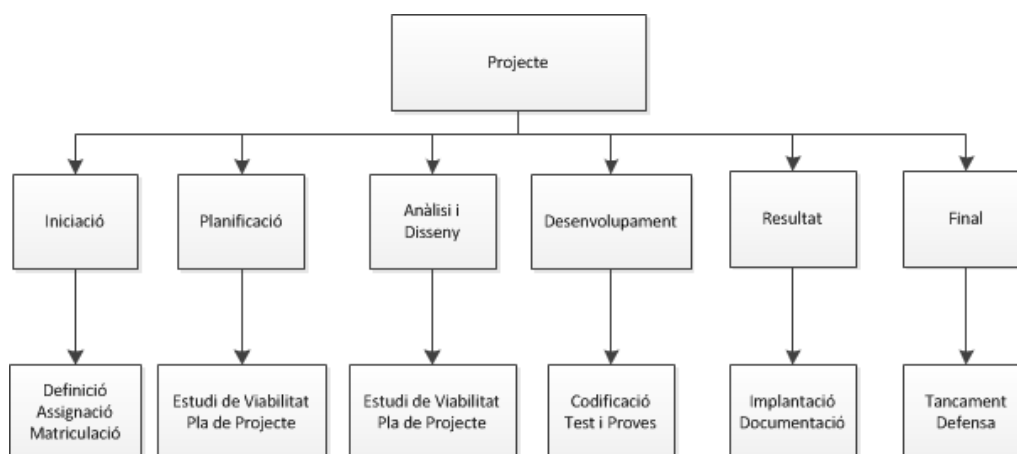 Projecte
Iniciació
Planificació
Anàlisi i
Disseny
Desenvolupament
Resultat
Final
Definició
Assignació
Matriculació
Estudi de Viabilitat
Pla de Projecte
Estudi de Viabilitat
Pla de Projecte
Codificació
Test i Proves
Implantació
Documentació
Tancament
Defensa